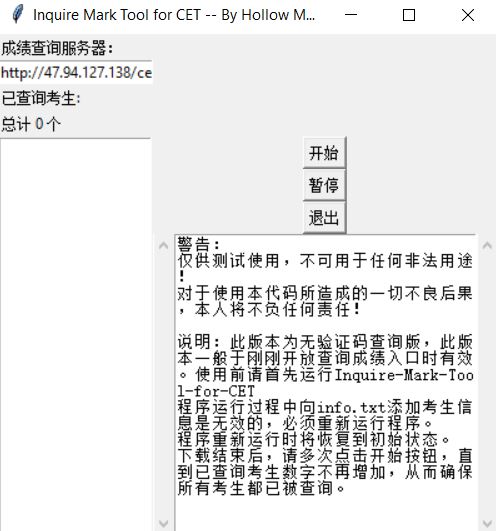 Inquire Mark Tool for CET -- By Hollow M...
成绩查询服务器:
http://47.94.127.138/ce
已查询考生:
总计 0 个
开始
暂停
退出
警告:
仅供测试使用，不可用于任何非法用途
！
对于使用本代码所造成的一切不良后果
，本人将不负任何责任！
说明：此版本为无验证码查询版，此版
本一般于刚刚开放查询成绩入口时有效
。使用前请首先运行Inquire-Mark-Too
l-for-CET
程序运行过程中向info.txt添加考生信
息是无效的，必须重新运行程序。
程序重新运行时将恢复到初始状态。
下载结束后，请多次点击开始按钮，直
到已查询考生数字不再增加，从而确保
所有考生都已被查询。